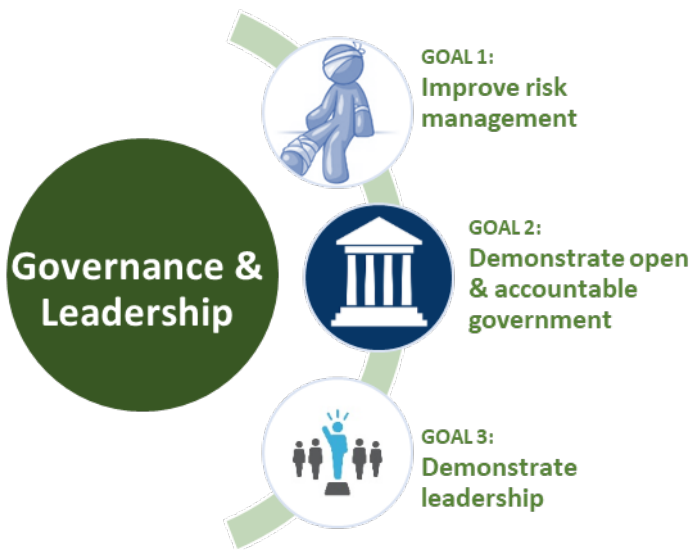 Governance &
Leadership
GOAL 1:
Improve risk
management
GOAL 2:
Demonstrate open
& accountable
government
GOAL 3:
Demonstrate
leadership